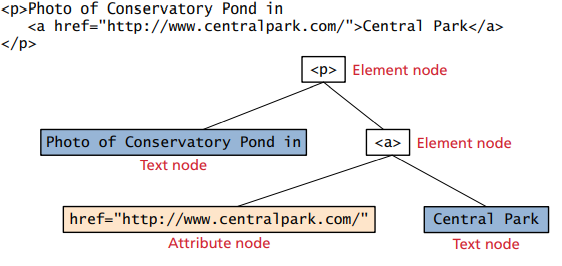 <p>Photo of Conservatory Pond in
<a href="http://www.centralpark.com/">Central Park</a>
</p>
<p> Element node
Photo of Conservatory Pond in
<a> Element node
Text node
href="http://www.centralpark.com/"
Central Park
Attribute node
Text node